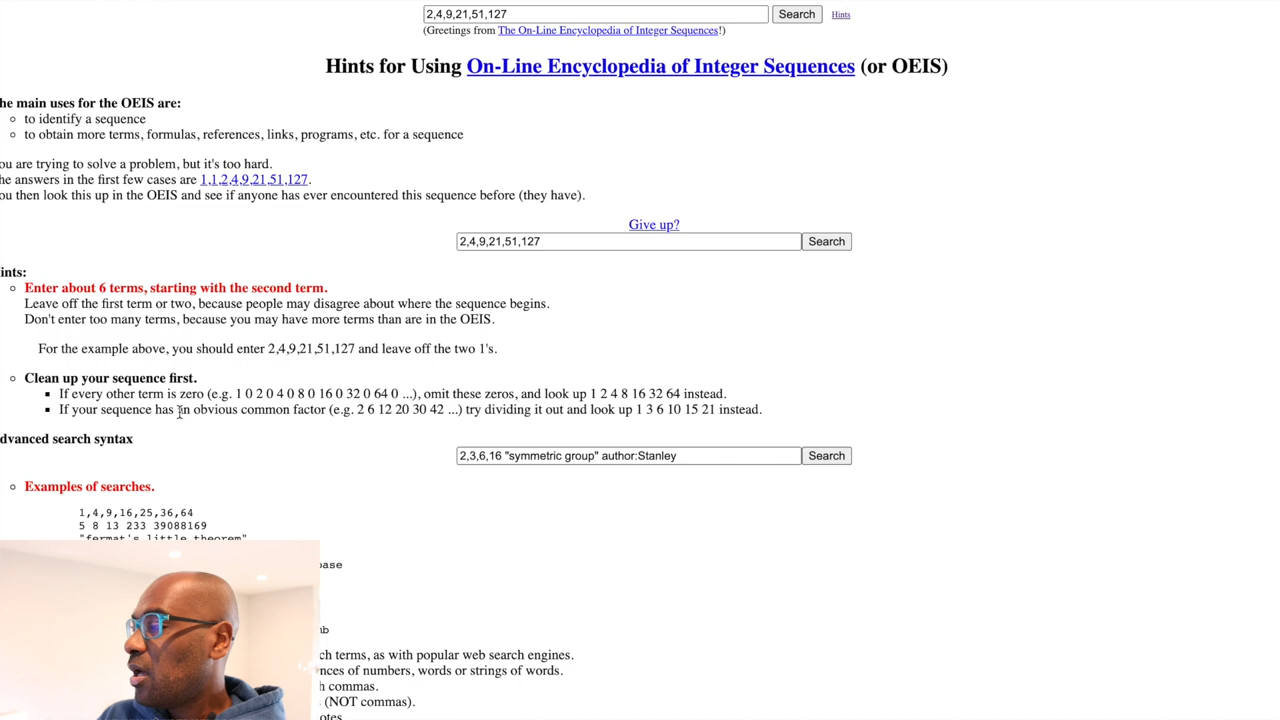 2,4,9,21,51,127 Search Hints
(Greetings from The On-Line Encyclopedia of Integer Sequences!)
Hints for Using On-Line Encyclopedia of Integer Sequences (or OEIS)
he main uses for the OEIS are:
to identify a sequence
to obtain more terms, formulas, references, links, programs, etc. for a sequence
ou are trying to solve a problem, but it's too hard.
he answers in the first few cases are 1,1,2,4,9,21,51,127.
ou then look this up in the OEIS and see if anyone has ever encountered this sequence before (they have).
Give up?
2,4,9,21,51,127 Search
ints:
Enter about 6 terms, starting with the second term.
Leave off the first term or two, because people may disagree about where the sequence begins.
Don't enter too many terms, because you may have more terms than are in the OEIS.
For the example above, you should enter 2,4,9,21,51,127 and leave off the two 1's.
Clean up your sequence first.
If every other term is zero (e.g. 1 0 2 0 4 0 8 0 16 0 32 0 64 0 ...), omit these zeros, and look up 1 2 4 8 16 32 64 instead.
If your sequence has an obvious common factor (e.g. 2 6 12 20 30 42 ...) try dividing it out and look up 1 3 6 10 15 21 instead.
dvanced search syntax
2,3,6,16 "symmetric group" author:Stanley Search
Examples of searches.
1,4,9,16,25,36,64
5 8 13 233 39088169
"fermat's little theorem"
ase
mb
ch terms, as with popular web search engines.
nces of numbers, words or strings of words.
h commas.
(NOT commas).
otes